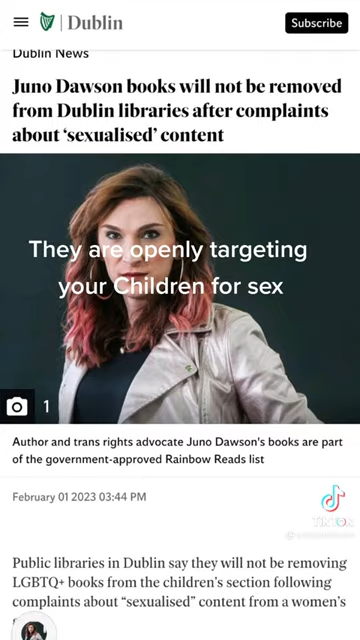 Dublin
Subscribe
Dublin News
Juno Dawson books will not be removed
from Dublin libraries after complaints
about ‘sexualised’ content
They are openly targeting
your Children for sex
1
Author and trans rights advocate Juno Dawson's books are part
of the government-approved Rainbow Reads list
February 01 2023 03:44 PM
TikTok
Public libraries in Dublin say they will not be removing
LGBTQ+ books from the children's section following
complaints about “sexualised” content from a women's